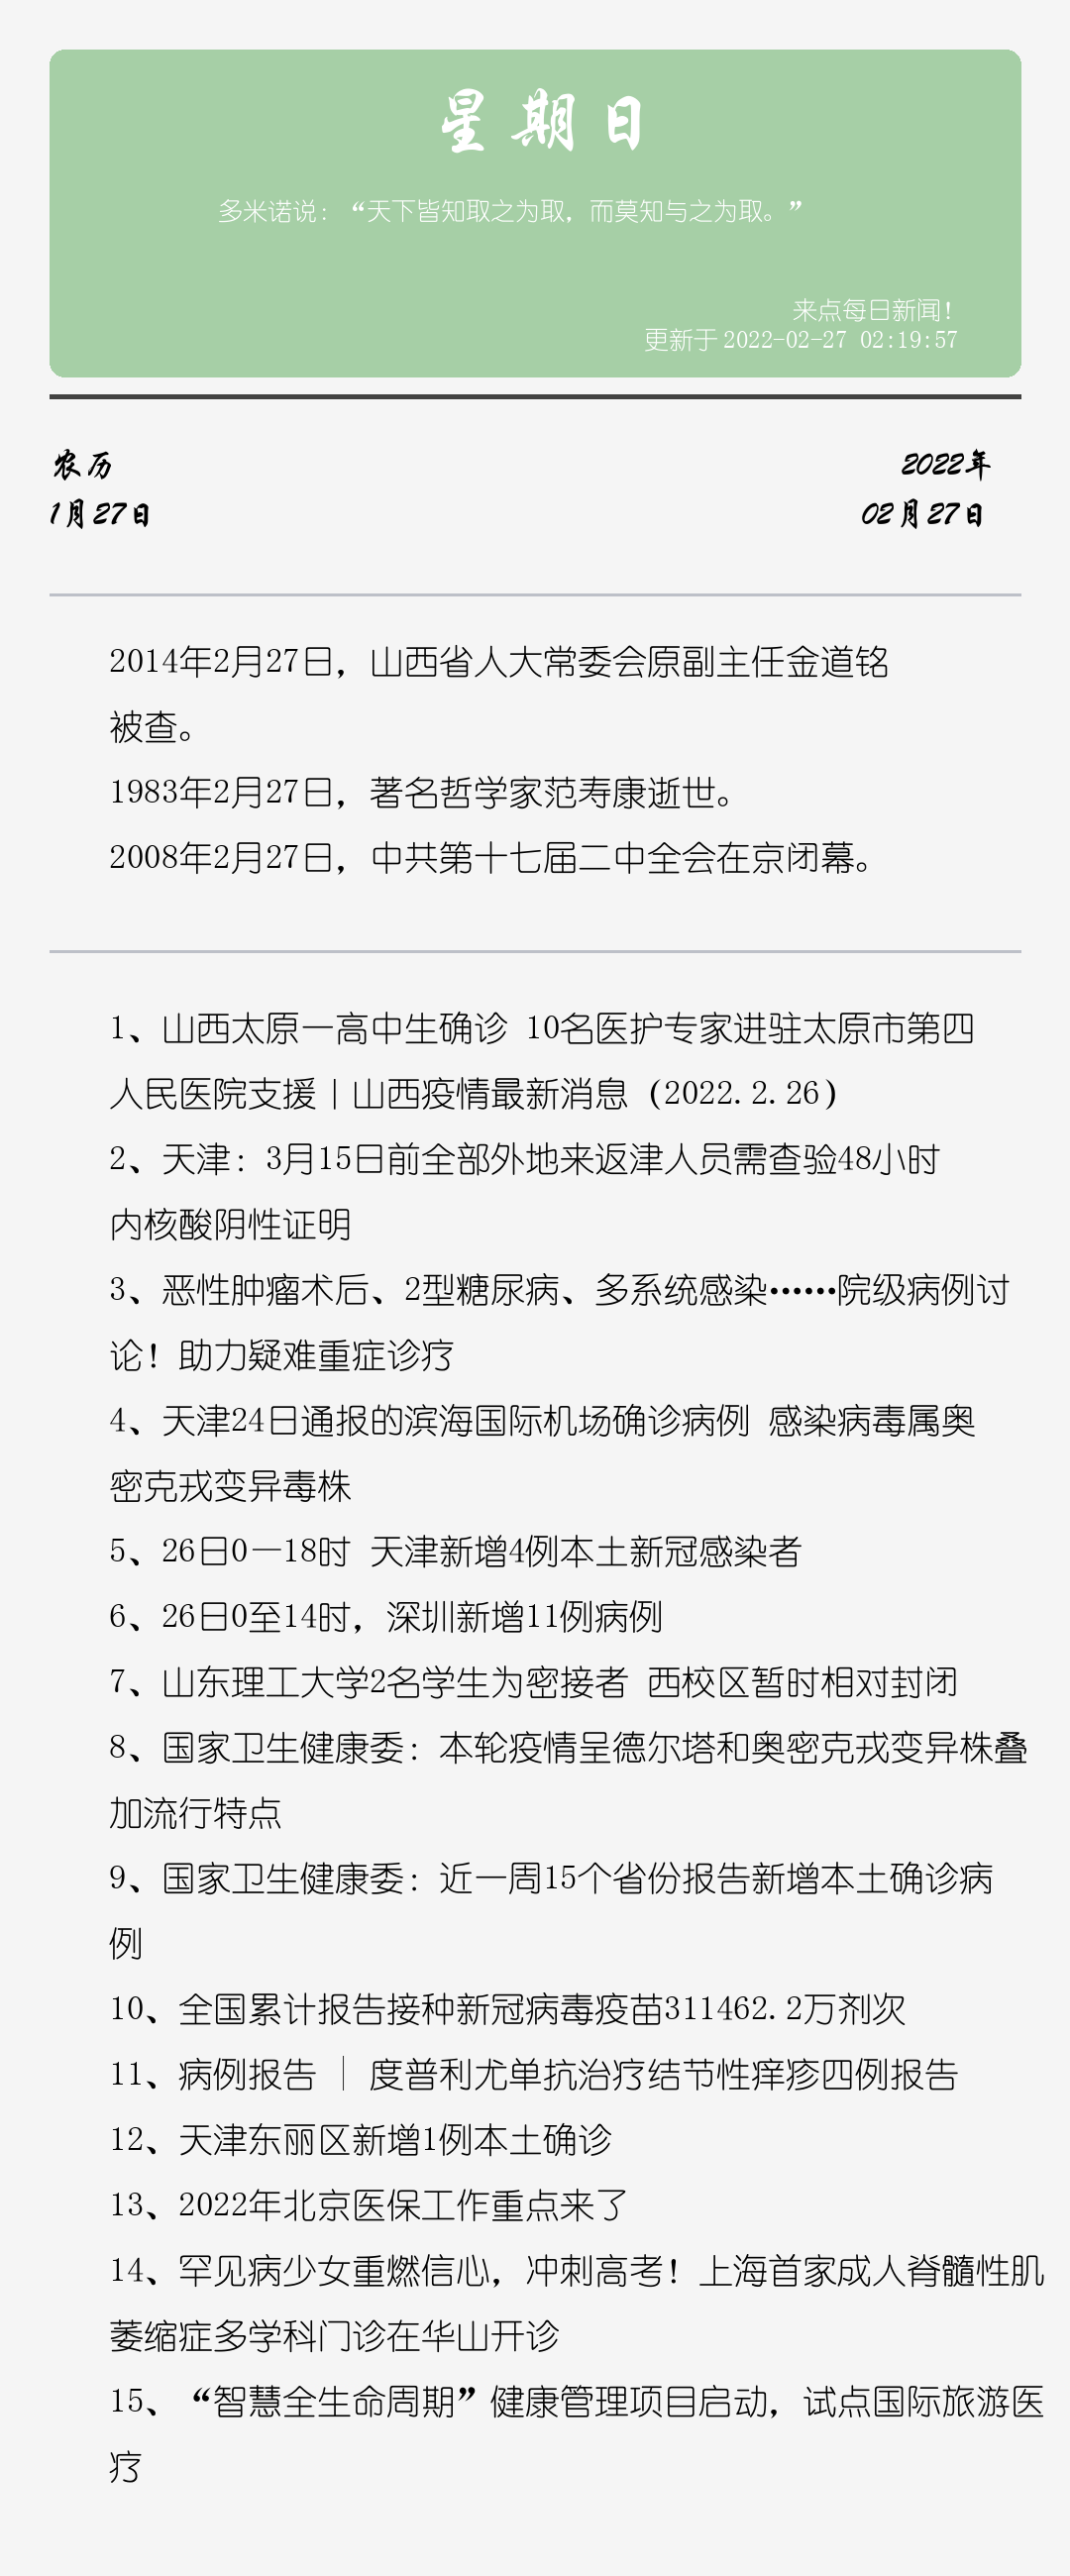 星期日
多米诺说：“天下皆知取之为取，而莫知与之为取。”
来点每日新闻！
更新于 2022-02-27 02:19:57
农历
1月27日
2022年
02月27日
2014年2月27日，山西省人大常委会原副主任金道铭
被查。
1983年2月27日，著名哲学家范寿康逝世。
2008年2月27日，中共第十七届二中全会在京闭幕。
1、山西太原一高中生确诊 10名医护专家进驻太原市第四
人民医院支援丨山西疫情最新消息（2022.2.26）
2、天津：3月15日前全部外地来返津人员需查验48小时
内核酸阴性证明
3、恶性肿瘤术后、2型糖尿病、多系统感染……院级病例讨
论！助力疑难重症诊疗
4、天津24日通报的滨海国际机场确诊病例 感染病毒属奥
密克戎变异毒株
5、26日0—18时 天津新增4例本土新冠感染者
6、26日0至14时，深圳新增11例病例
7、山东理工大学2名学生为密接者 西校区暂时相对封闭
8、国家卫生健康委：本轮疫情呈德尔塔和奥密克戎变异株叠
加流行特点
9、国家卫生健康委：近一周15个省份报告新增本土确诊病
例
10、全国累计报告接种新冠病毒疫苗311462.2万剂次
11、病例报告 │ 度普利尤单抗治疗结节性痒疹四例报告
12、天津东丽区新增1例本土确诊
13、2022年北京医保工作重点来了
14、罕见病少女重燃信心，冲刺高考！上海首家成人脊髓性肌
萎缩症多学科门诊在华山开诊
15、“智慧全生命周期”健康管理项目启动，试点国际旅游医
疗